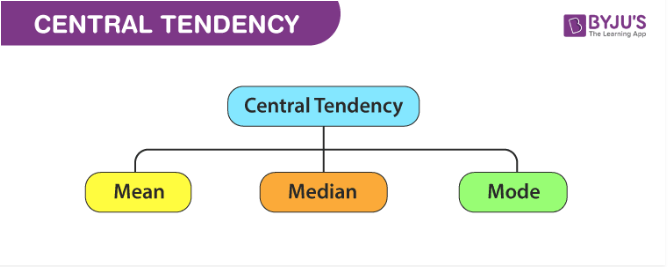 CENTRAL TENDENCY
BYJU'S
The Learning App
Central Tendency
Mean
Median
Mode